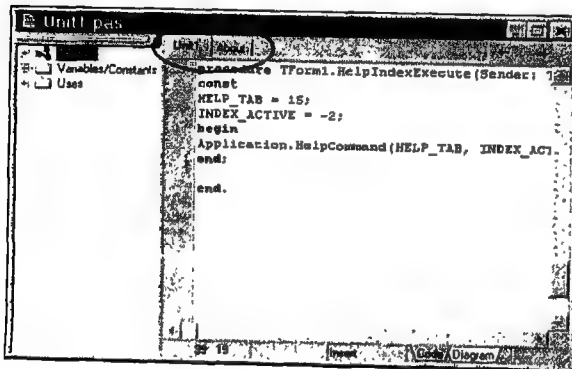 Unit1 pas
Unit1 About
Variables/Constants
Uses
procedure TForm1.HelpIndexExecute(Sender:
const
HELP_TAB = 15;
INDEX_ACTIVE = -2;
begin
Application.HelpCommand(HELP_TAB, INDEX_ACT
end;
end.
Insert Code Diagram